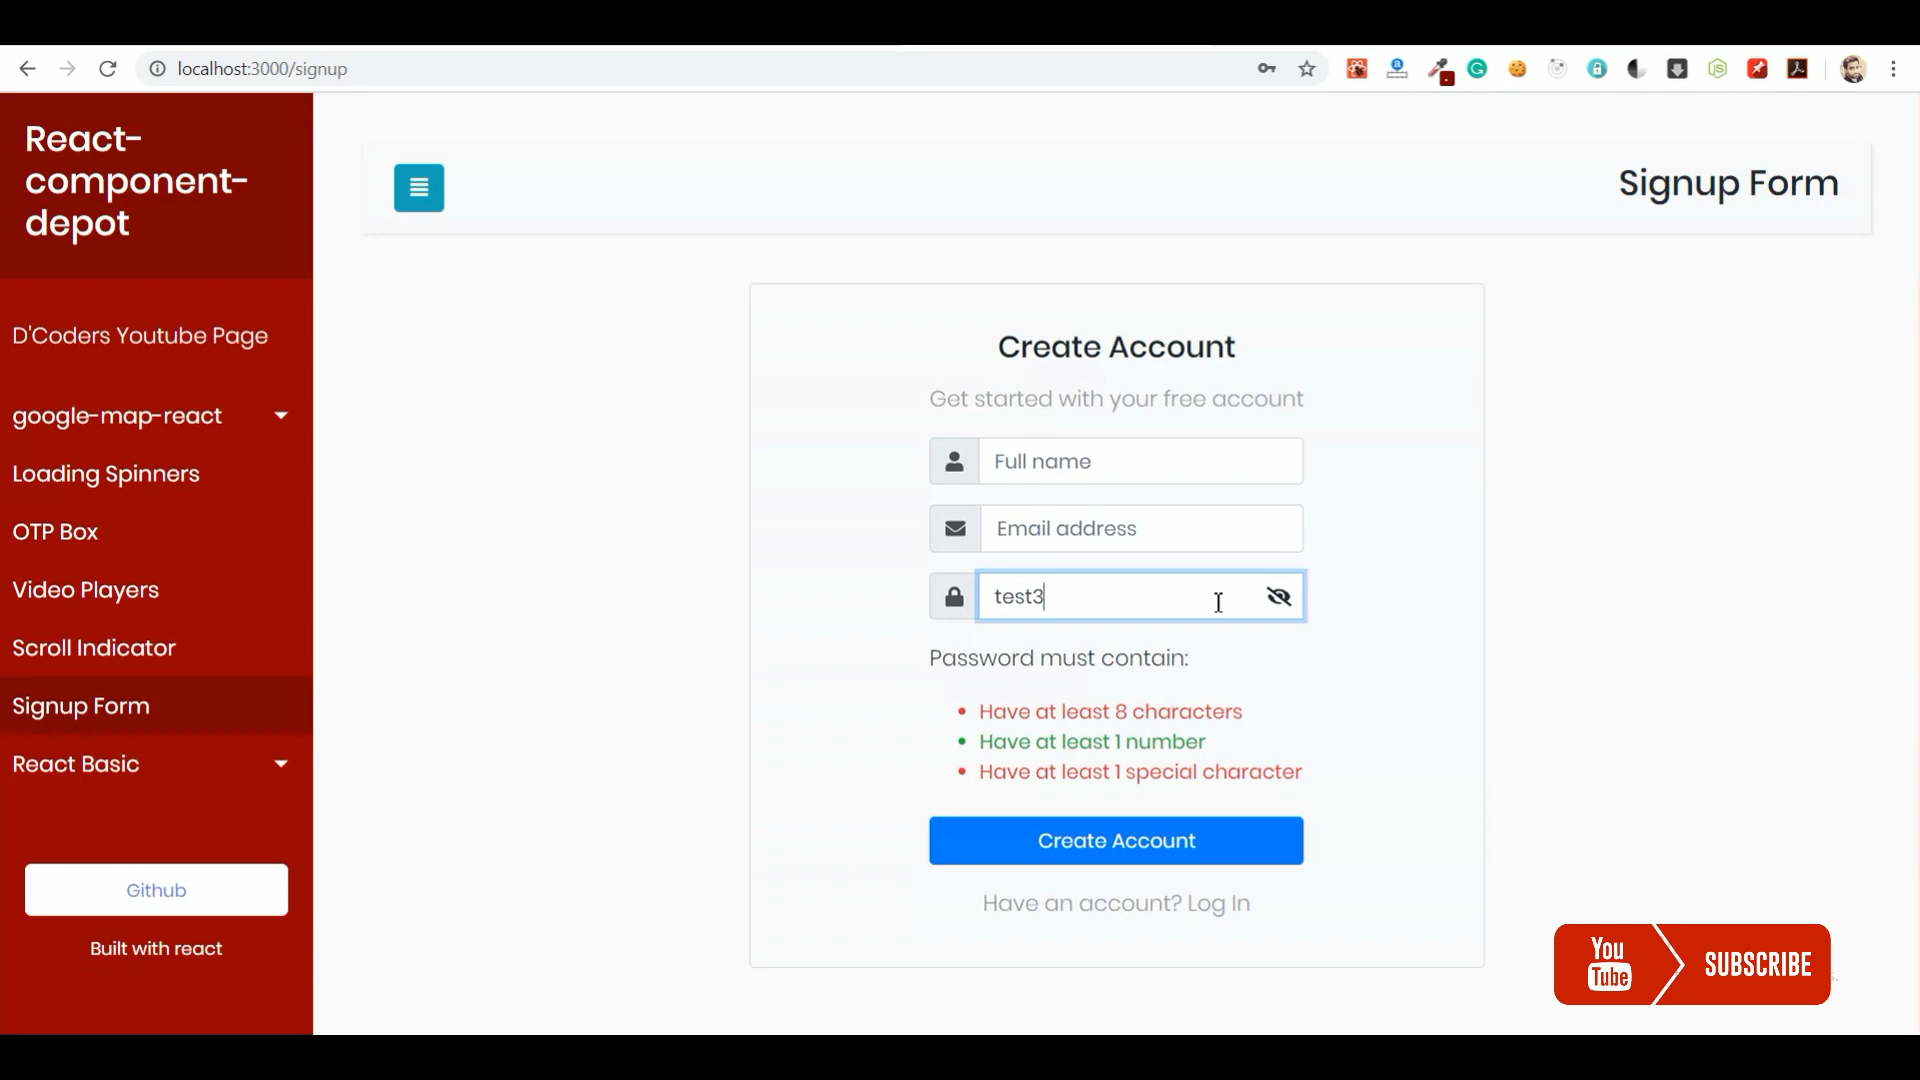 localhost:3000/signup
React-
component-
depot
D'Coders Youtube Page
google-map-react
Loading Spinners
OTP Box
Video Players
Scroll Indicator
Signup Form
React Basic
Github
Built with react
Signup Form
Create Account
Get started with your free account
Full name
Email address
test3
Password must contain:
• Have at least 8 characters
• Have at least 1 number
• Have at least 1 special character
Create Account
Have an account? Log In
You
Tube
SUBSCRIBE